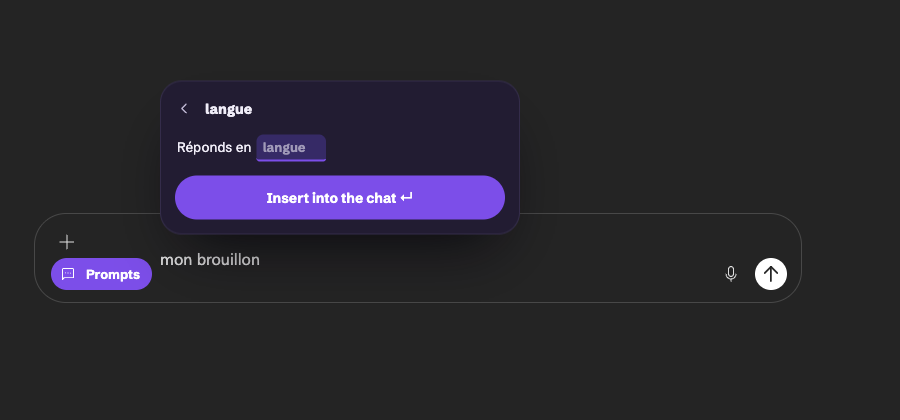 langue
Réponds en langue
Insert into the chat ↵
mon brouillon
Prompts